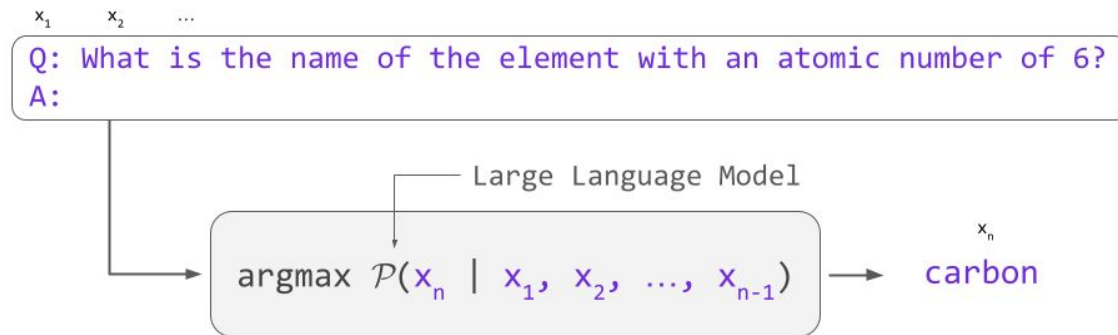 x₁ x₂ ...
Q: What is the name of the element with an atomic number of 6?
A:
Large Language Model
xₙ
argmax 𝒫(xₙ | x₁, x₂, ..., xₙ₋₁)
carbon